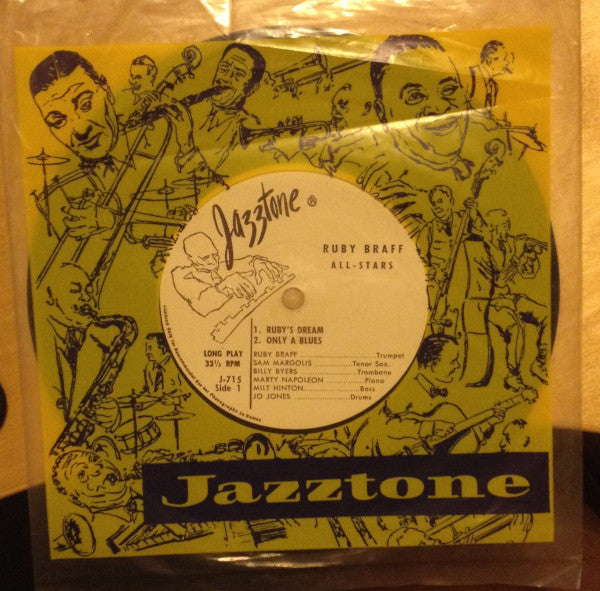 Jazztone ®
RUBY BRAFF
ALL-STARS
1. RUBY'S DREAM
2. ONLY A BLUES
LONG PLAY
33⅓ RPM
J-715
Side 1
RUBY BRAFF....................Trumpet
SAM MARGOLIS..............Tenor Sax.
BILLY BYERS..................Trombone
MARTY NAPOLEON............Piano
MILT HINTON....................Bass
JO JONES........................Drums
Jazztone